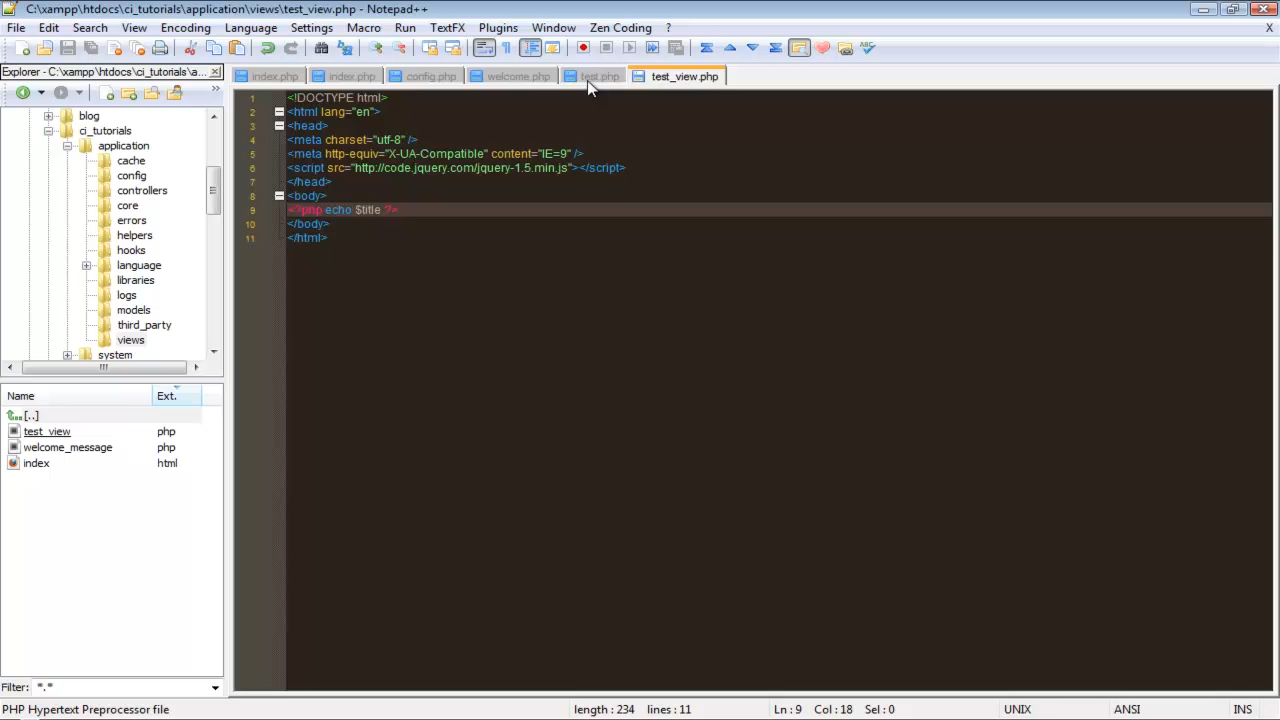 C:\xampp\htdocs\ci_tutorials\application\views\test_view.php - Notepad++
File Edit Search View Encoding Language Settings Macro Run TextFX Plugins Window Zen Coding ? X
Explorer - C:\xampp\htdocs\ci_tutorials\a...
index.php index.php config.php welcome.php test.php test_view.php
blog
ci_tutorials
application
cache
config
controllers
core
errors
helpers
hooks
language
libraries
logs
models
third_party
views
system
Name Ext.
[..]
test_view php
welcome_message php
index html
Filter: *.*
1 <!DOCTYPE html>
2 <html lang="en">
3 <head>
4 <meta charset="utf-8" />
5 <meta http-equiv="X-UA-Compatible" content="IE=9" />
6 <script src="http://code.jquery.com/jquery-1.5.min.js"></script>
7 </head>
8 <body>
9 <?php echo $title ?>
10 </body>
11 </html>
PHP Hypertext Preprocessor file length : 234 lines : 11 Ln : 9 Col : 18 Sel : 0 UNIX ANSI INS